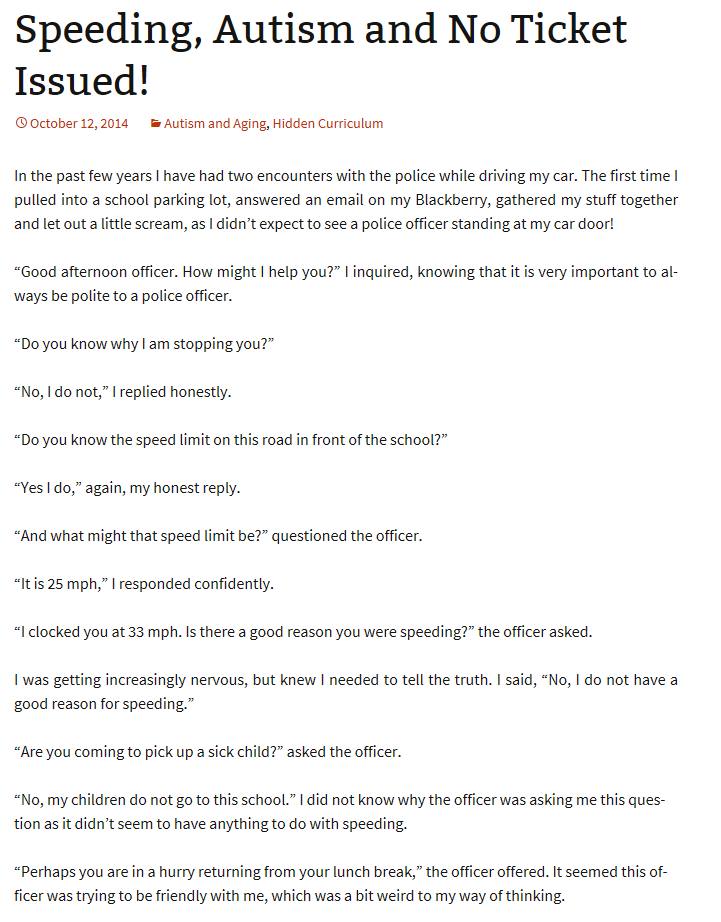 Speeding, Autism and No Ticket
Issued!
October 12, 2014 Autism and Aging, Hidden Curriculum
In the past few years I have had two encounters with the police while driving my car. The first time I
pulled into a school parking lot, answered an email on my Blackberry, gathered my stuff together
and let out a little scream, as I didn’t expect to see a police officer standing at my car door!
“Good afternoon officer. How might I help you?” I inquired, knowing that it is very important to al-
ways be polite to a police officer.
“Do you know why I am stopping you?”
“No, I do not,” I replied honestly.
“Do you know the speed limit on this road in front of the school?”
“Yes I do,” again, my honest reply.
“And what might that speed limit be?” questioned the officer.
“It is 25 mph,” I responded confidently.
“I clocked you at 33 mph. Is there a good reason you were speeding?” the officer asked.
I was getting increasingly nervous, but knew I needed to tell the truth. I said, “No, I do not have a
good reason for speeding.”
“Are you coming to pick up a sick child?” asked the officer.
“No, my children do not go to this school.” I did not know why the officer was asking me this ques-
tion as it didn’t seem to have anything to do with speeding.
“Perhaps you are in a hurry returning from your lunch break,” the officer offered. It seemed this of-
ficer was trying to be friendly with me, which was a bit weird to my way of thinking.